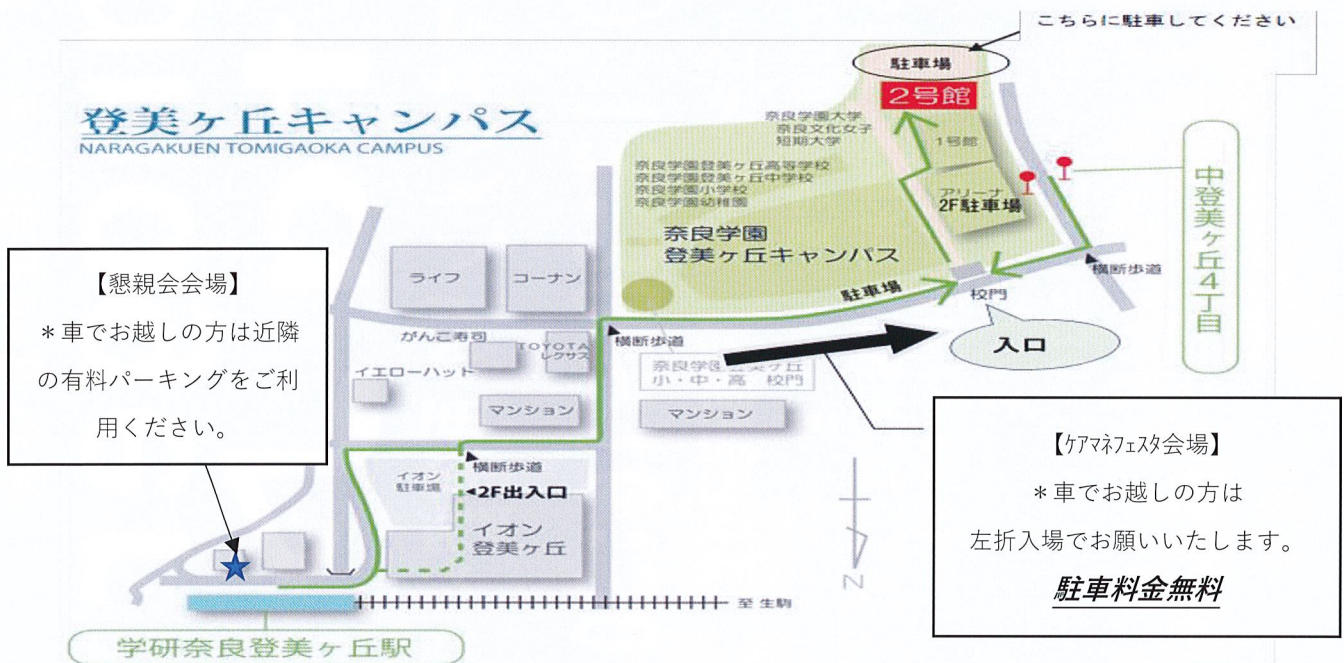 こちらに駐車してください
駐車場
2号館
登美ヶ丘キャンパス
NARAGAKUEN TOMIGAOKA CAMPUS
奈良学園大学
奈良文化女子
短期大学
1号館
奈良学園登美ヶ丘高等学校
奈良学園登美ヶ丘中学校
奈良学園小学校
奈良学園幼稚園
アリーナ
2F駐車場
中登美ヶ丘4丁目
奈良学園
登美ヶ丘キャンパス
横断歩道
駐車場
校門
入口
【懇親会会場】
*車でお越しの方は近隣
の有料パーキングをご利
用ください。
ライフ
コーナン
がんこ寿司
TOYOTA
レクサス
横断歩道
イエローハット
奈良学園登美ヶ丘
小・中・高 校門
マンション
マンション
【ケアマネフェスタ会場】
*車でお越しの方は
左折入場でお願いいたします。
駐車料金無料
横断歩道
イオン
駐車場
2F出入口
イオン
登美ヶ丘
N
至 生駒
学研奈良登美ヶ丘駅